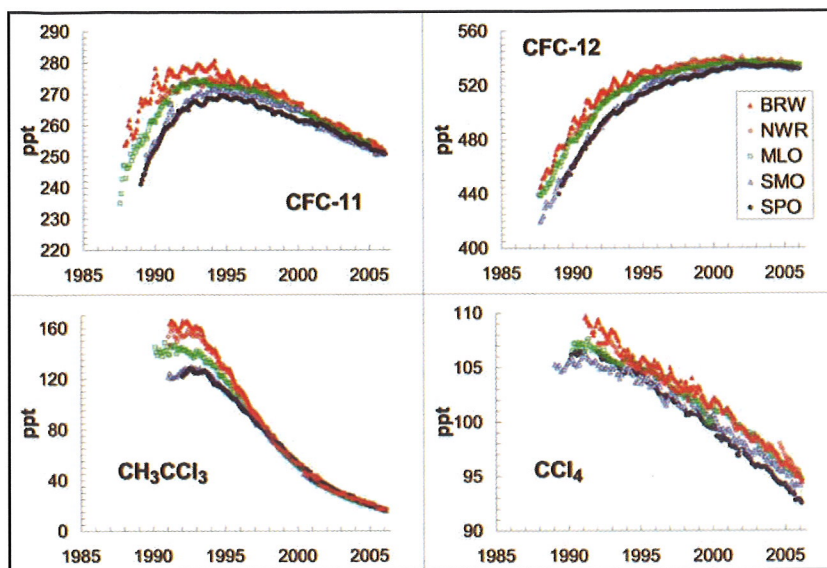 290
280
270
260
250
240
230
220
ppt
CFC-11
1985 1990 1995 2000 2005
560
520
480
440
400
ppt
CFC-12
BRW
NWR
MLO
SMO
SPO
1985 1990 1995 2000 2005
160
120
80
40
0
ppt
CH₃CCl₃
1985 1990 1995 2000 2005
110
105
100
95
90
ppt
CCl₄
1985 1990 1995 2000 2005